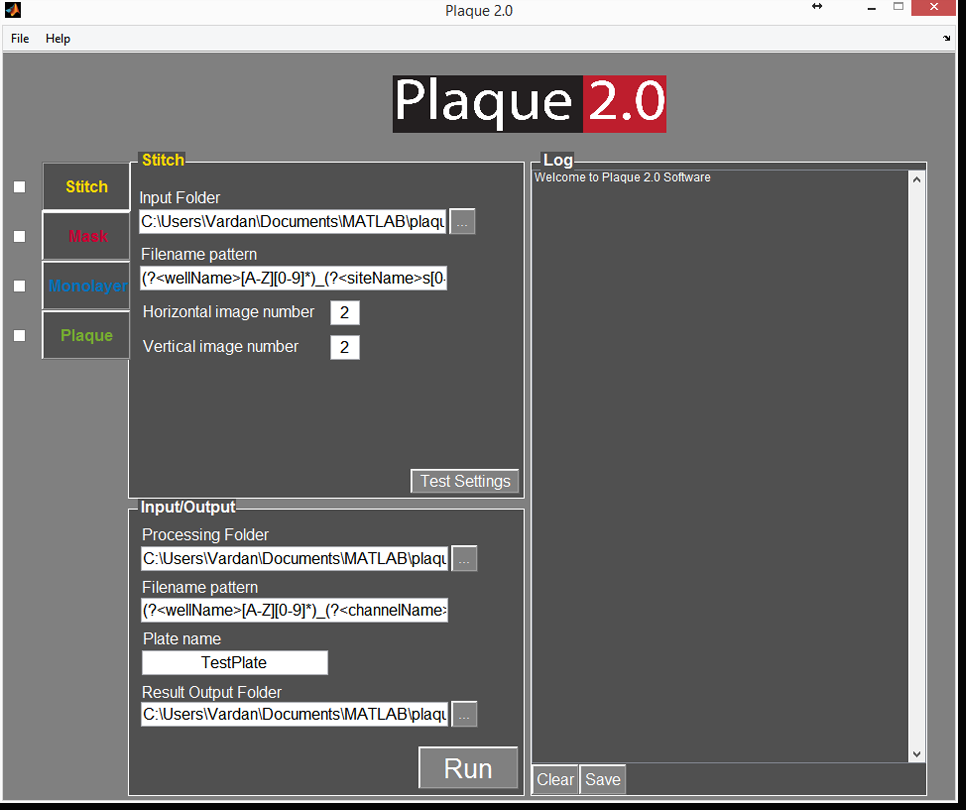 Plaque 2.0
File Help
Plaque 2.0
Stitch
Mask
Monolayer
Plaque
Stitch
Input Folder
C:\Users\Vardan\Documents\MATLAB\plaqu
...
Filename pattern
(?<wellName>[A-Z][0-9]*)_(?<siteName>s[0-
Horizontal image number 2
Vertical image number 2
Test Settings
Input/Output
Processing Folder
C:\Users\Vardan\Documents\MATLAB\plaqu
...
Filename pattern
(?<wellName>[A-Z][0-9]*)_(?<channelName>
Plate name
TestPlate
Result Output Folder
C:\Users\Vardan\Documents\MATLAB\plaqu
...
Run
Log
Welcome to Plaque 2.0 Software
Clear Save